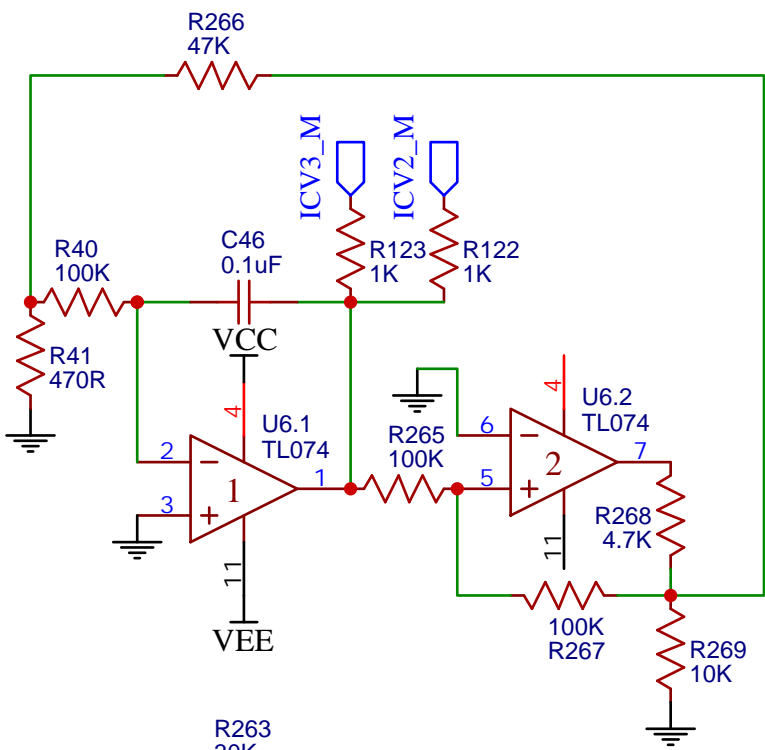 R266
47K
ICV3_M
ICV2_M
R40
100K
C46
0.1uF
R123
1K
R122
1K
VCC
R41
470R
4
U6.1
TL074
2
3
1
1
11
VEE
R265
100K
4
U6.2
TL074
6
5
2
7
11
R268
4.7K
100K
R267
R269
10K
R263